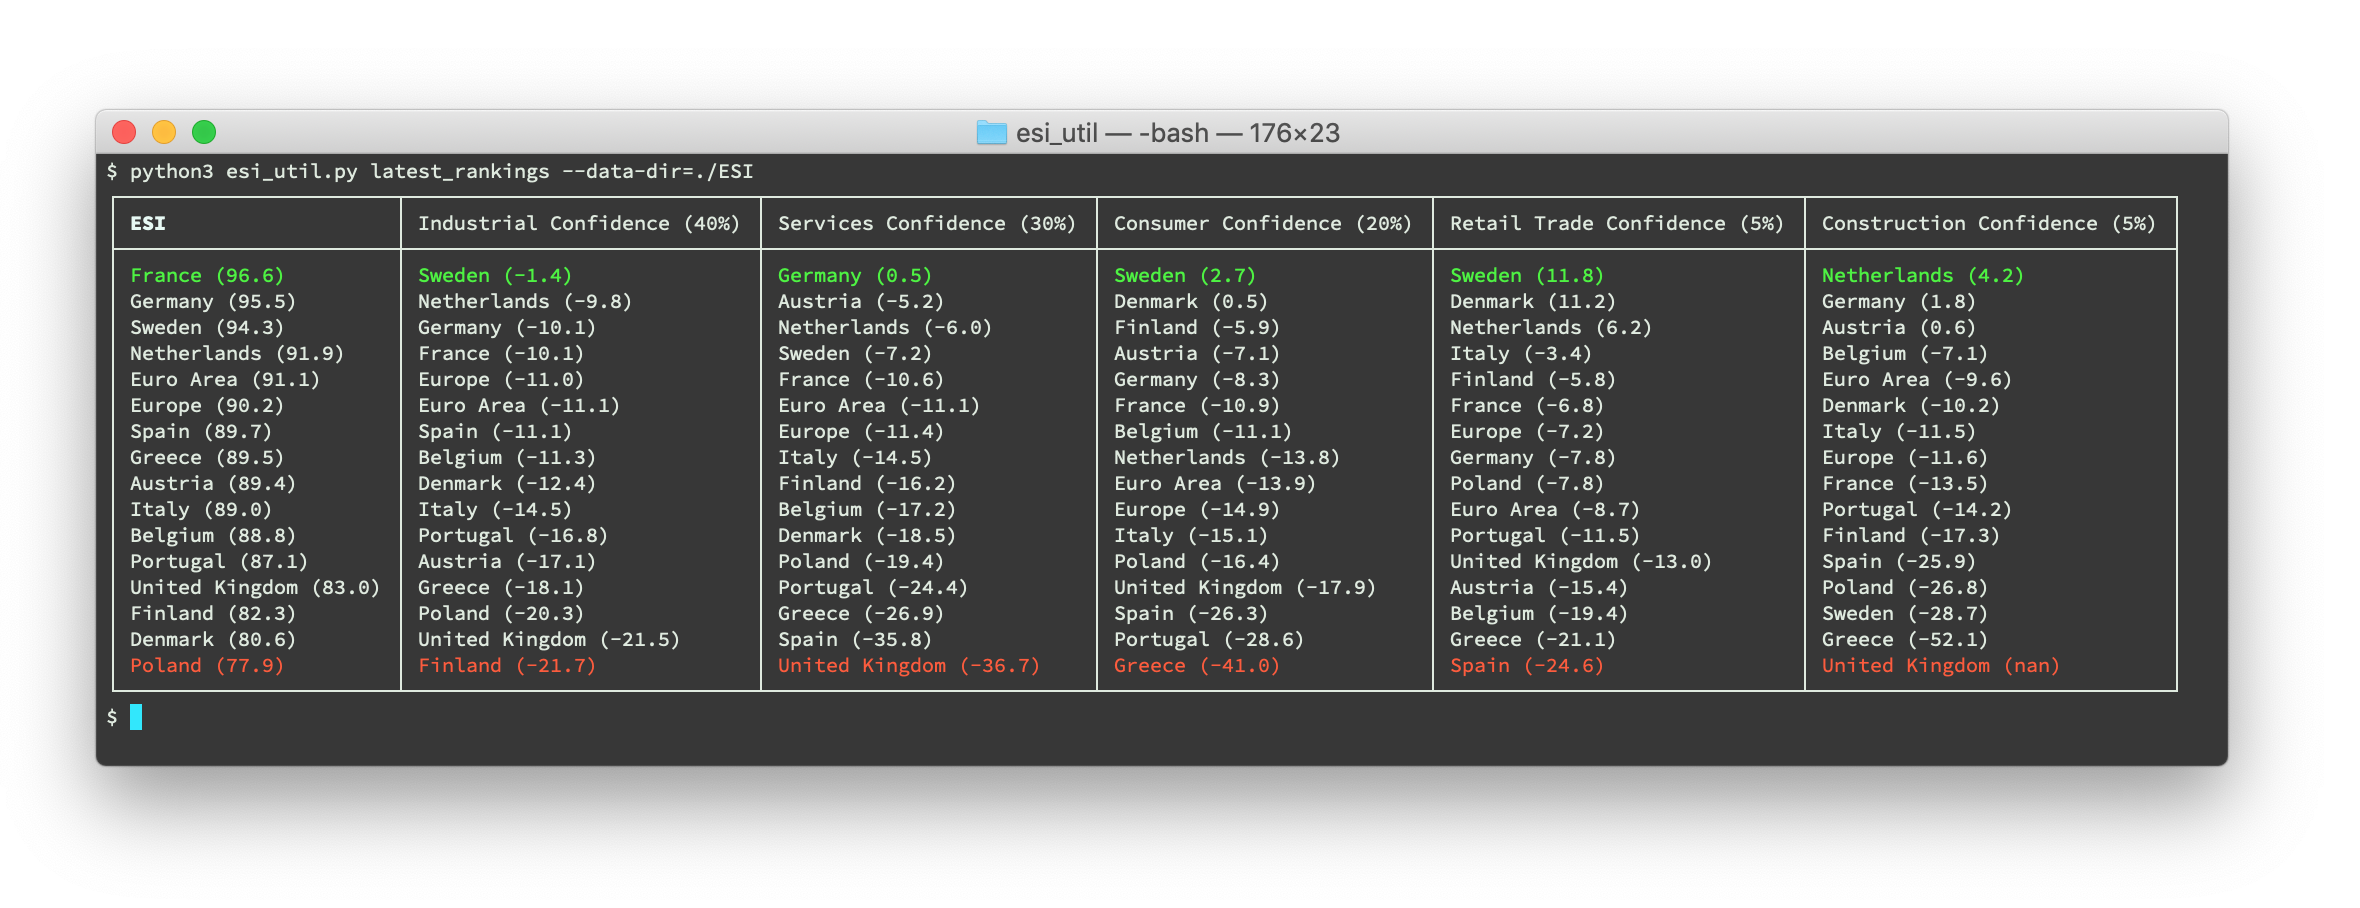 esi_util — -bash — 176×23
$ python3 esi_util.py latest_rankings --data-dir=./ESI
ESI Industrial Confidence (40%) Services Confidence (30%) Consumer Confidence (20%) Retail Trade Confidence (5%) Construction Confidence (5%)
France (96.6) Sweden (-1.4) Germany (0.5) Sweden (2.7) Sweden (11.8) Netherlands (4.2)
Germany (95.5) Netherlands (-9.8) Austria (-5.2) Denmark (0.5) Denmark (11.2) Germany (1.8)
Sweden (94.3) Germany (-10.1) Netherlands (-6.0) Finland (-5.9) Netherlands (6.2) Austria (0.6)
Netherlands (91.9) France (-10.1) Sweden (-7.2) Austria (-7.1) Italy (-3.4) Belgium (-7.1)
Euro Area (91.1) Europe (-11.0) France (-10.6) Germany (-8.3) Finland (-5.8) Euro Area (-9.6)
Europe (90.2) Euro Area (-11.1) Euro Area (-11.1) France (-10.9) France (-6.8) Denmark (-10.2)
Spain (89.7) Spain (-11.1) Europe (-11.4) Belgium (-11.1) Europe (-7.2) Italy (-11.5)
Greece (89.5) Belgium (-11.3) Italy (-14.5) Netherlands (-13.8) Germany (-7.8) Europe (-11.6)
Austria (89.4) Denmark (-12.4) Finland (-16.2) Euro Area (-13.9) Poland (-7.8) France (-13.5)
Italy (89.0) Italy (-14.5) Belgium (-17.2) Europe (-14.9) Euro Area (-8.7) Portugal (-14.2)
Belgium (88.8) Portugal (-16.8) Denmark (-18.5) Italy (-15.1) Portugal (-11.5) Finland (-17.3)
Portugal (87.1) Austria (-17.1) Poland (-19.4) Poland (-16.4) United Kingdom (-13.0) Spain (-25.9)
United Kingdom (83.0) Greece (-18.1) Portugal (-24.4) United Kingdom (-17.9) Austria (-15.4) Poland (-26.8)
Finland (82.3) Poland (-20.3) Greece (-26.9) Spain (-26.3) Belgium (-19.4) Sweden (-28.7)
Denmark (80.6) United Kingdom (-21.5) Spain (-35.8) Portugal (-28.6) Greece (-21.1) Greece (-52.1)
Poland (77.9) Finland (-21.7) United Kingdom (-36.7) Greece (-41.0) Spain (-24.6) United Kingdom (nan)
$